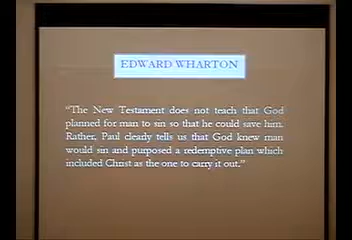 EDWARD WHARTON
“The New Testament does not teach that God
planned for man to sin so that he could save him.
Rather, Paul clearly tells us that God knew man
would sin and purposed a redemptive plan which
included Christ as the one to carry it out.”